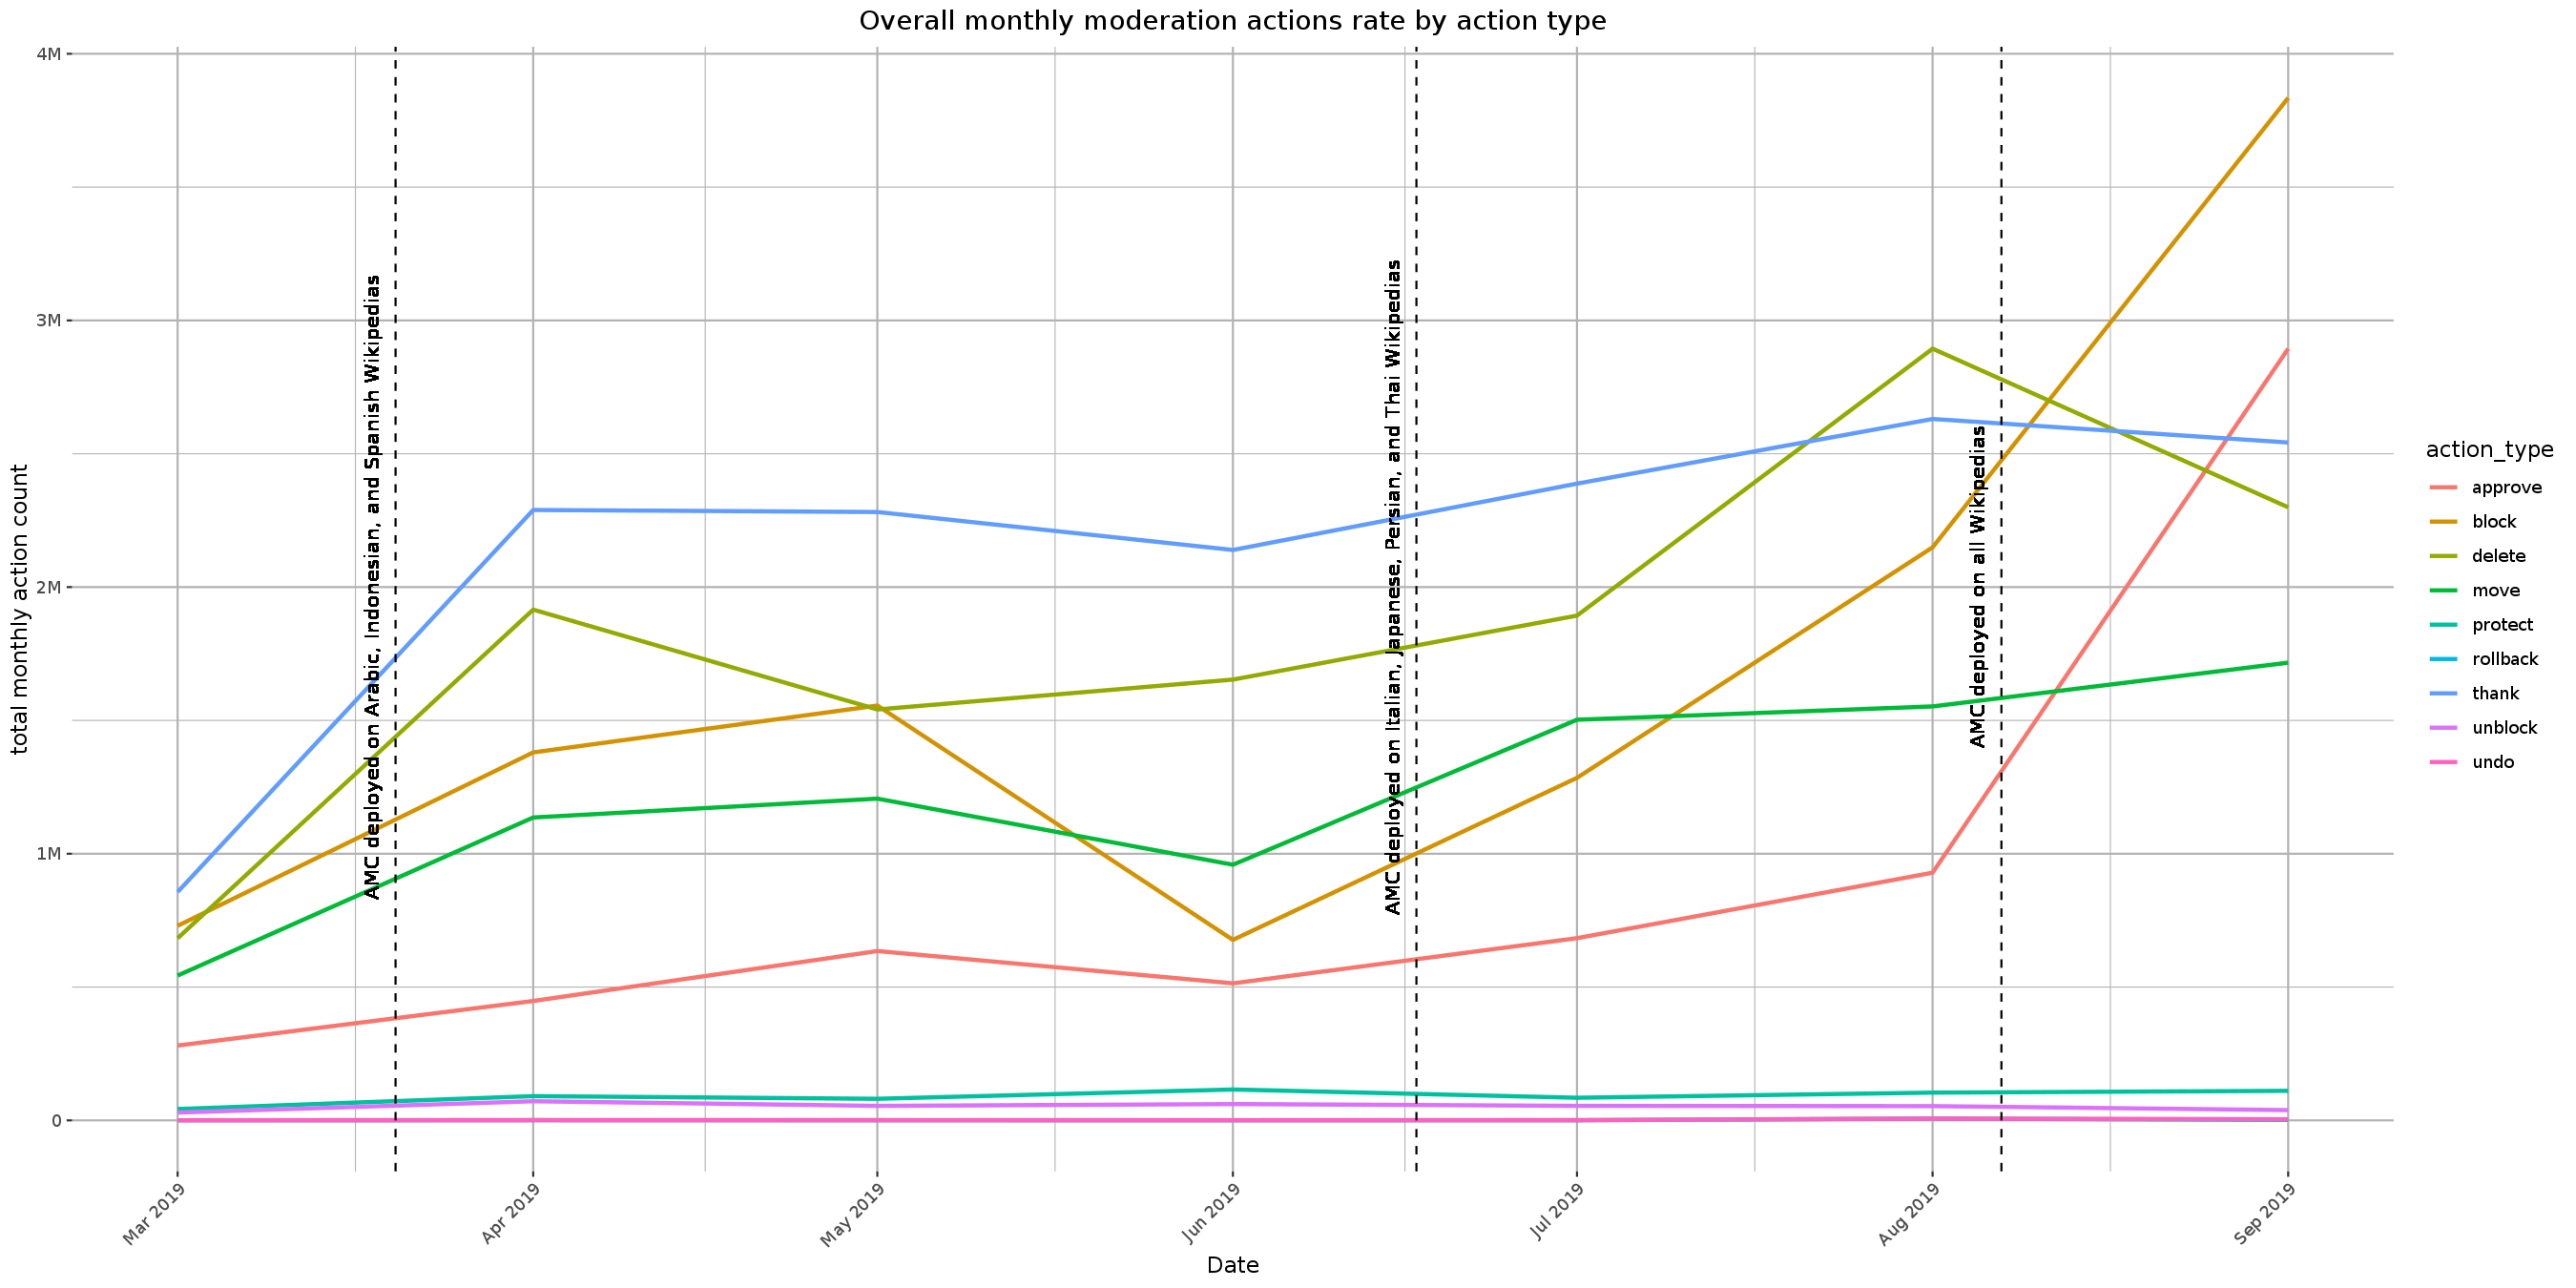 Overall monthly moderation actions rate by action type
total monthly action count
4M
3M
2M
1M
0
AMC deployed on Arabic, Indonesian, and Spanish Wikipedias
AMC deployed on Italian, Japanese, Persian, and Thai Wikipedias
AMC deployed on all Wikipedias
Mar 2019
Apr 2019
May 2019
Jun 2019
Jul 2019
Aug 2019
Sep 2019
Date
action_type
approve
block
delete
move
protect
rollback
thank
unblock
undo